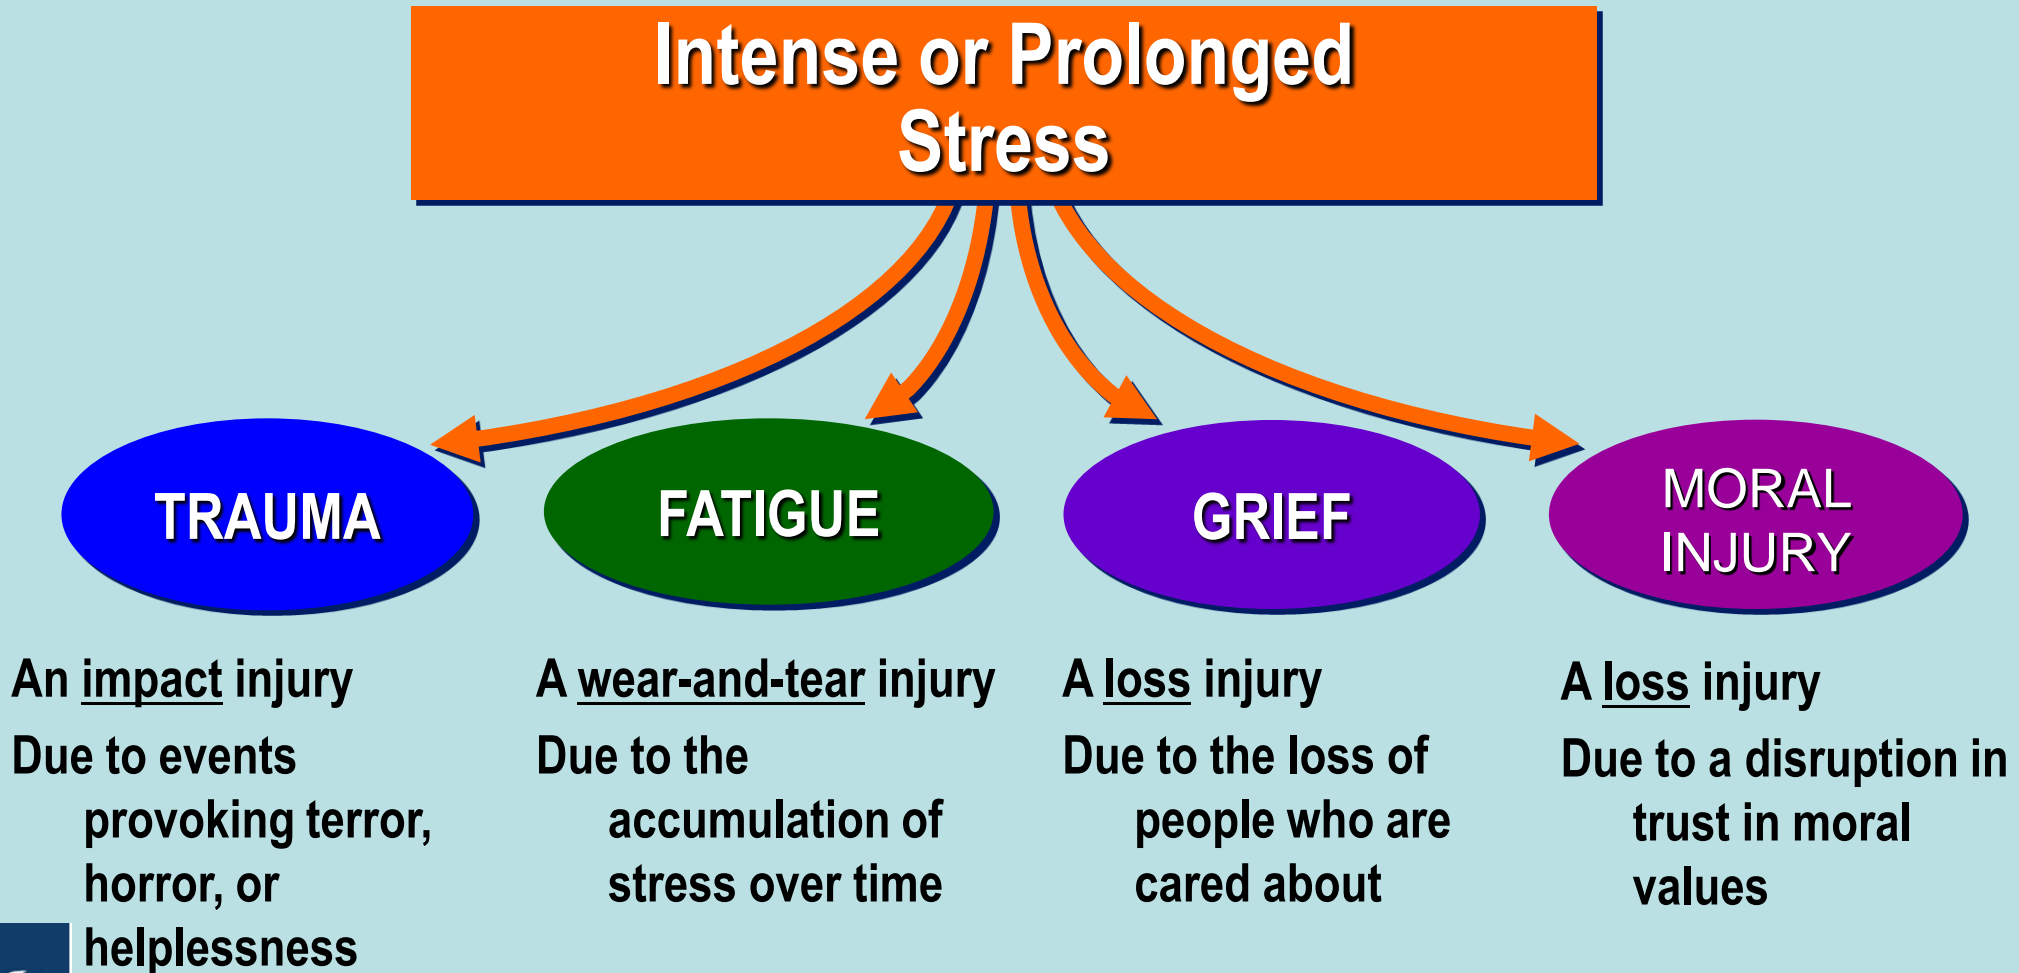 Intense or Prolonged
Stress
TRAUMA
An impact injury
Due to events
provoking terror,
horror, or
helplessness
FATIGUE
A wear-and-tear injury
Due to the
accumulation of
stress over time
GRIEF
A loss injury
Due to the loss of
people who are
cared about
MORAL
INJURY
A loss injury
Due to a disruption in
trust in moral
values